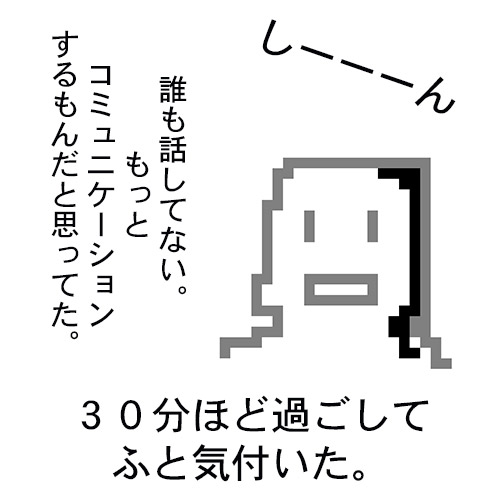 しーーーん
誰も話してない。
もっと
コミュニケーション
するもんだと思ってた。
３０分ほど過ごして
ふと気付いた。